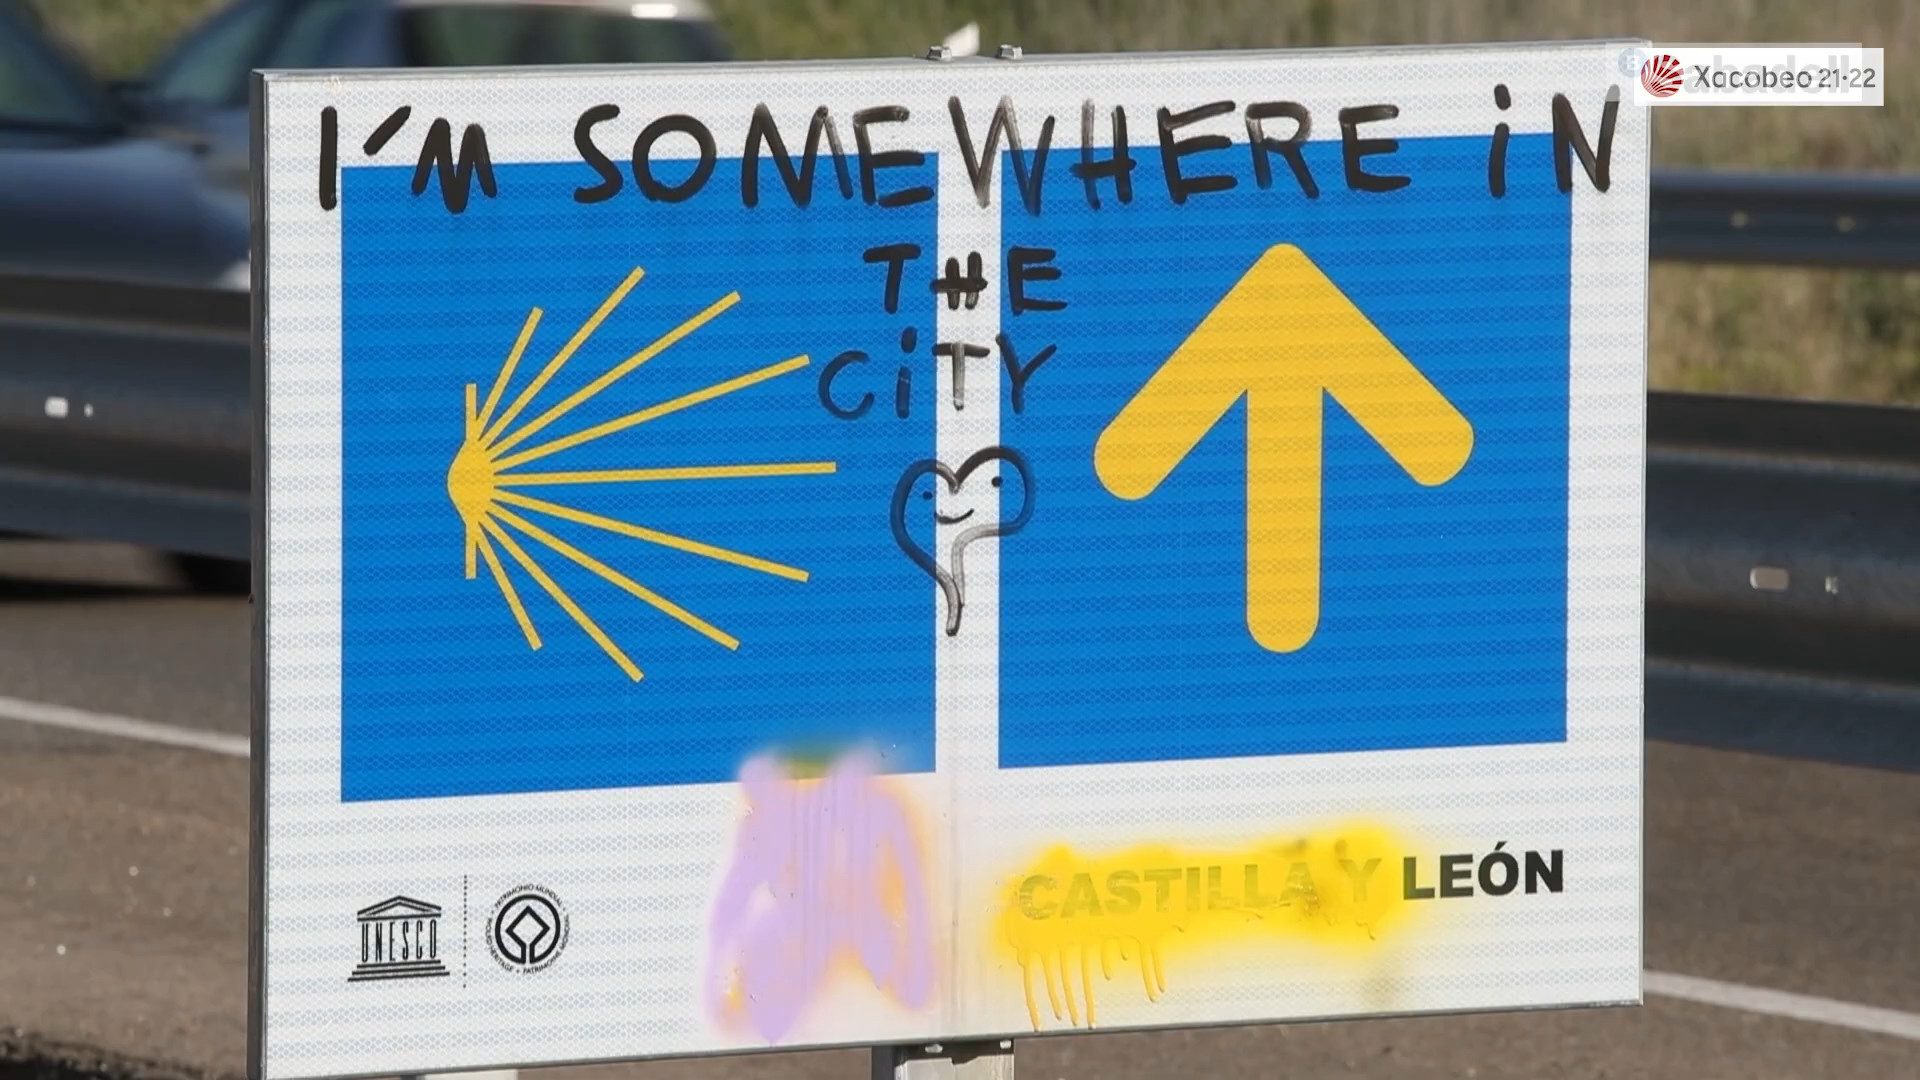 Xacobeo 21·22
I'M SOMEWHERE iN
THE
CiTY
UNESCO
CASTILLA Y LEÓN